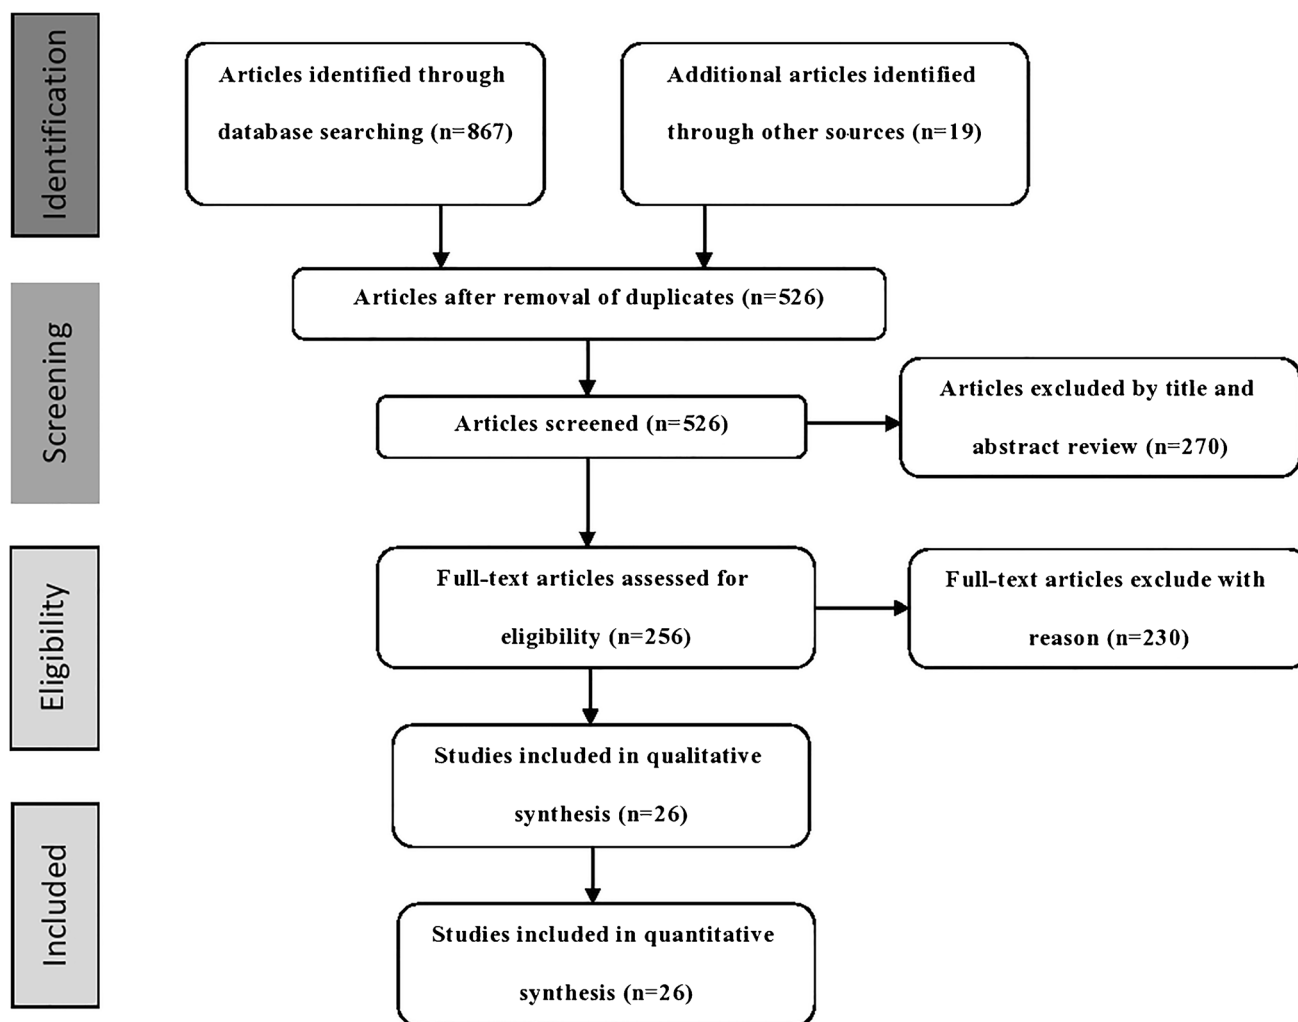 Identification
Articles identified through
database searching (n=867)
Additional articles identified
through other sources (n=19)
Articles after removal of duplicates (n=526)
Screening
Articles screened (n=526)
Articles excluded by title and
abstract review (n=270)
Eligibility
Full-text articles assessed for
eligibility (n=256)
Full-text articles exclude with
reason (n=230)
Studies included in qualitative
synthesis (n=26)
Included
Studies included in quantitative
synthesis (n=26)